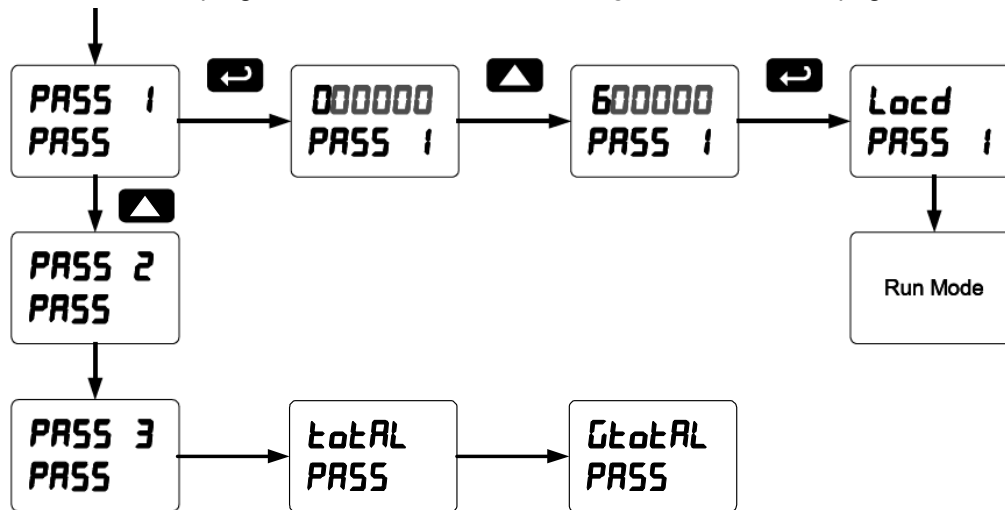 PASS 1
PASS
000000
PASS 1
600000
PASS 1
Locd
PASS 1
PASS 2
PASS
Run Mode
PASS 3
PASS
totAL
PASS
GtotAL
PASS